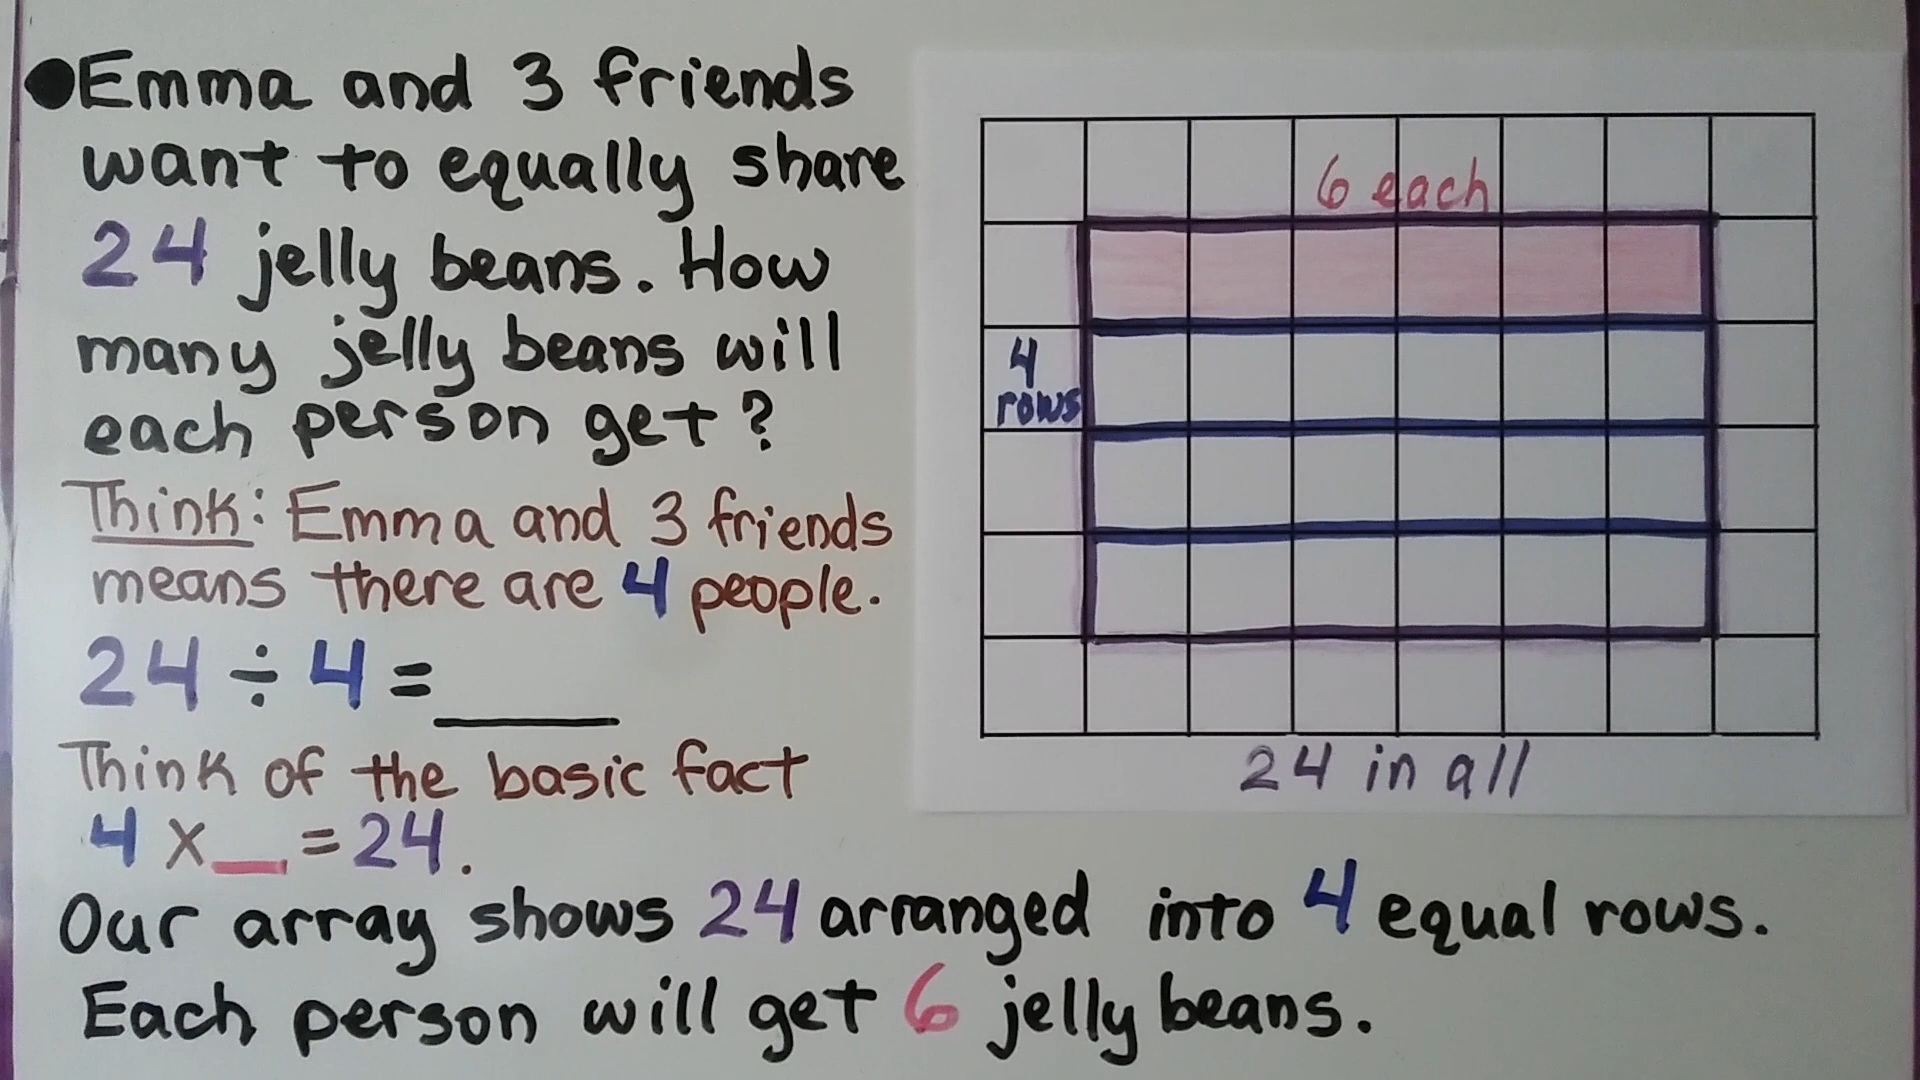 ●Emma and 3 friends
want to equally share
24 jelly beans. How
many jelly beans will
each person get?
Think: Emma and 3 friends
means there are 4 people.
24 ÷ 4 = ____
Think of the basic fact
4 x __ = 24.
Our array shows 24 arranged into 4 equal rows.
Each person will get 6 jelly beans.
6 each
4
rows
24 in all